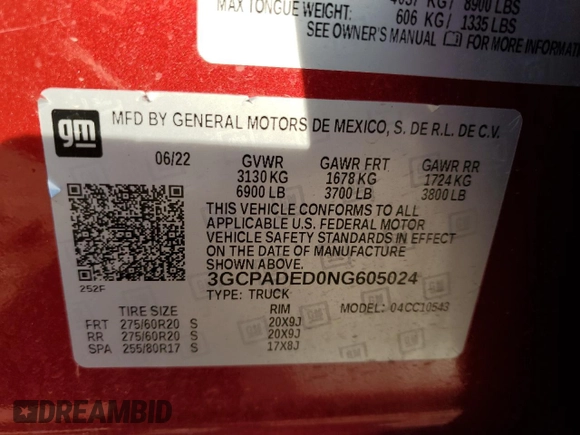 4037 KG/ 8900 LBS
MAX TONGUE WEIGHT: 606 KG/ 1335 LBS
SEE OWNER'S MANUAL FOR MORE INFORMAT
gm
MFD BY GENERAL MOTORS DE MEXICO, S. DE R.L. DE C.V.
06/22 GVWR GAWR FRT GAWR RR
3130 KG 1678 KG 1724 KG
6900 LB 3700 LB 3800 LB
THIS VEHICLE CONFORMS TO ALL
APPLICABLE U.S. FEDERAL MOTOR
VEHICLE SAFETY STANDARDS IN EFFECT
ON THE DATE OF MANUFACTURE
SHOWN ABOVE.
252F
3GCPADED0NG605024
TYPE: TRUCK
TIRE SIZE RIM MODEL: 04CC10543
FRT 275/60R20 S 20X9J
RR 275/60R20 S 20X9J
SPA 255/80R17 S 17X8J
DREAMBID